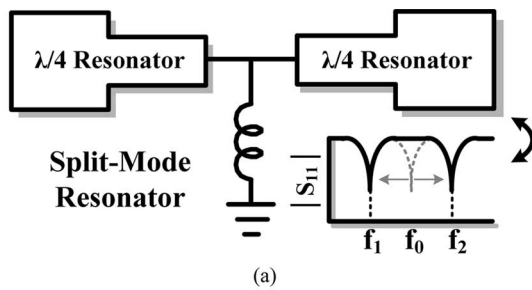 λ/4 Resonator
λ/4 Resonator
Split-Mode
Resonator
|S11|
f1 f0 f2
(a)